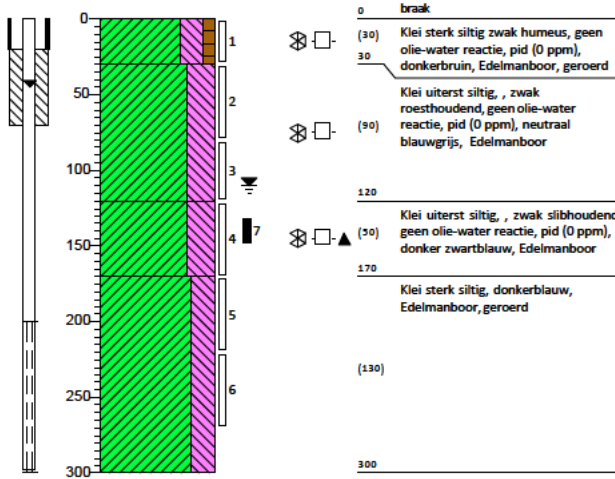 0
50
100
150
200
250
300
1
2
3
4
7
5
6
0
braak
(30)
Klei sterk siltig zwak humeus, geen
olie-water reactie, pid (0 ppm),
donkerbruin, Edelmanboor, geroerd
30
(90)
Klei uiterst siltig, , zwak
roesthoudend, geen olie-water
reactie, pid (0 ppm), neutraal
blauwgrijs, Edelmanboor
120
(50)
Klei uiterst siltig, , zwak slibhoudend
geen olie-water reactie, pid (0 ppm),
donker zwartblauw, Edelmanboor
170
Klei sterk siltig, donkerblauw,
Edelmanboor, geroerd
(130)
300